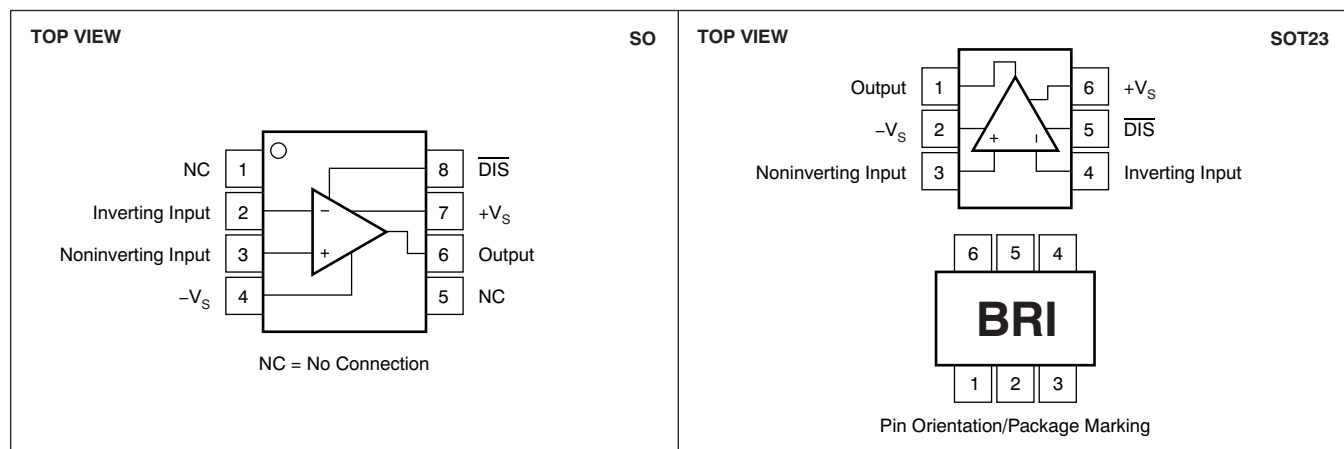 TOP VIEW
SO
NC 1
8 D̅I̅S̅
Inverting Input 2
−
7 +VS
Noninverting Input 3
+
6 Output
−VS 4
5 NC
NC = No Connection
TOP VIEW
SOT23
Output 1
6 +VS
−VS 2
+ −
5 D̅I̅S̅
Noninverting Input 3
4 Inverting Input
6 5 4
BRI
1 2 3
Pin Orientation/Package Marking